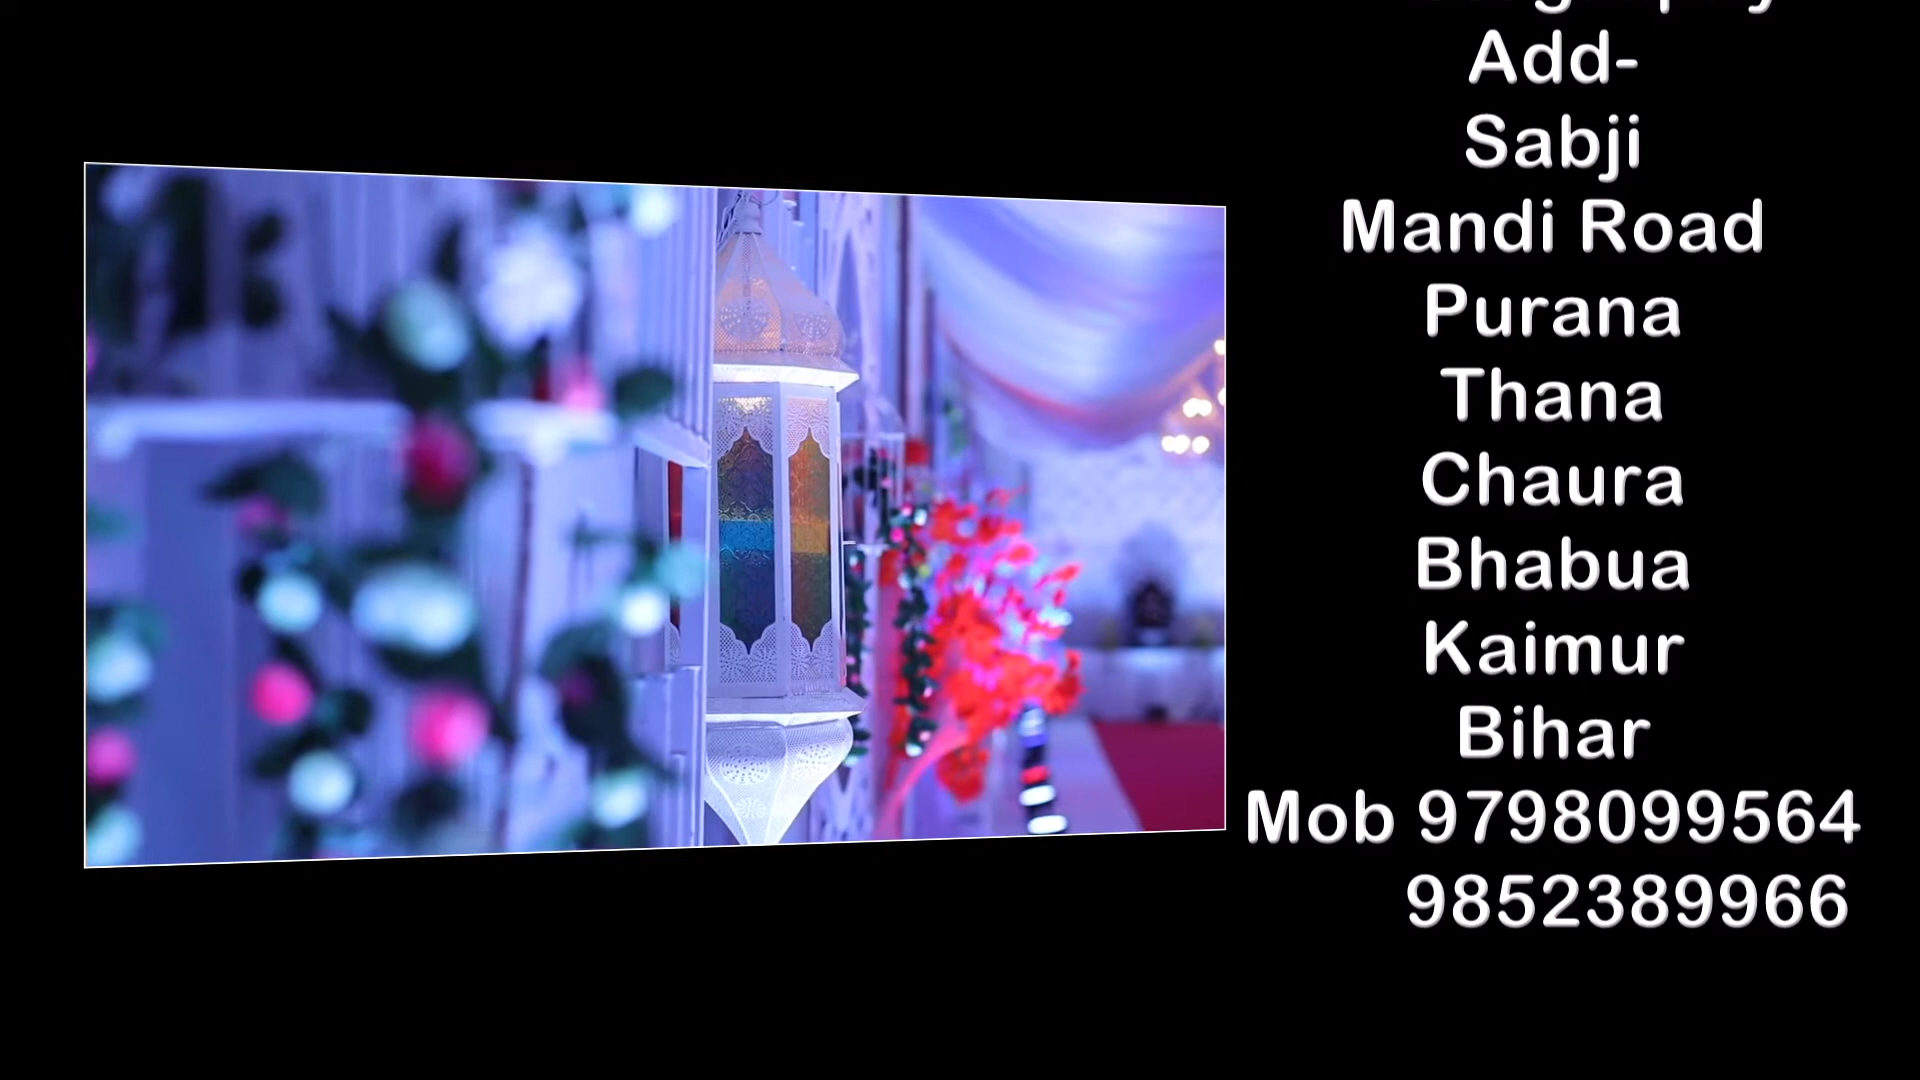 Add-
Sabji
Mandi Road
Purana
Thana
Chaura
Bhabua
Kaimur
Bihar
Mob 9798099564
9852389966